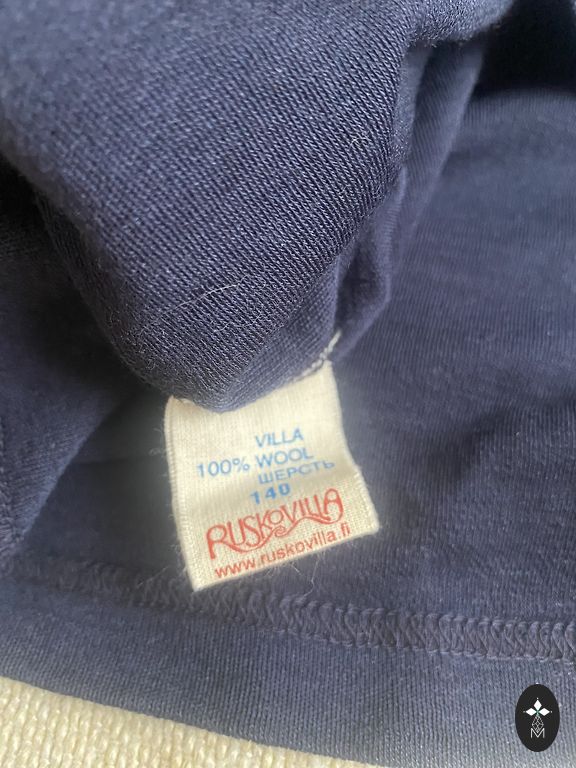 VILLA
100% WOOL
ШЕРСТЬ
140
RUSKOVILLA
www.ruskovilla.fi
M